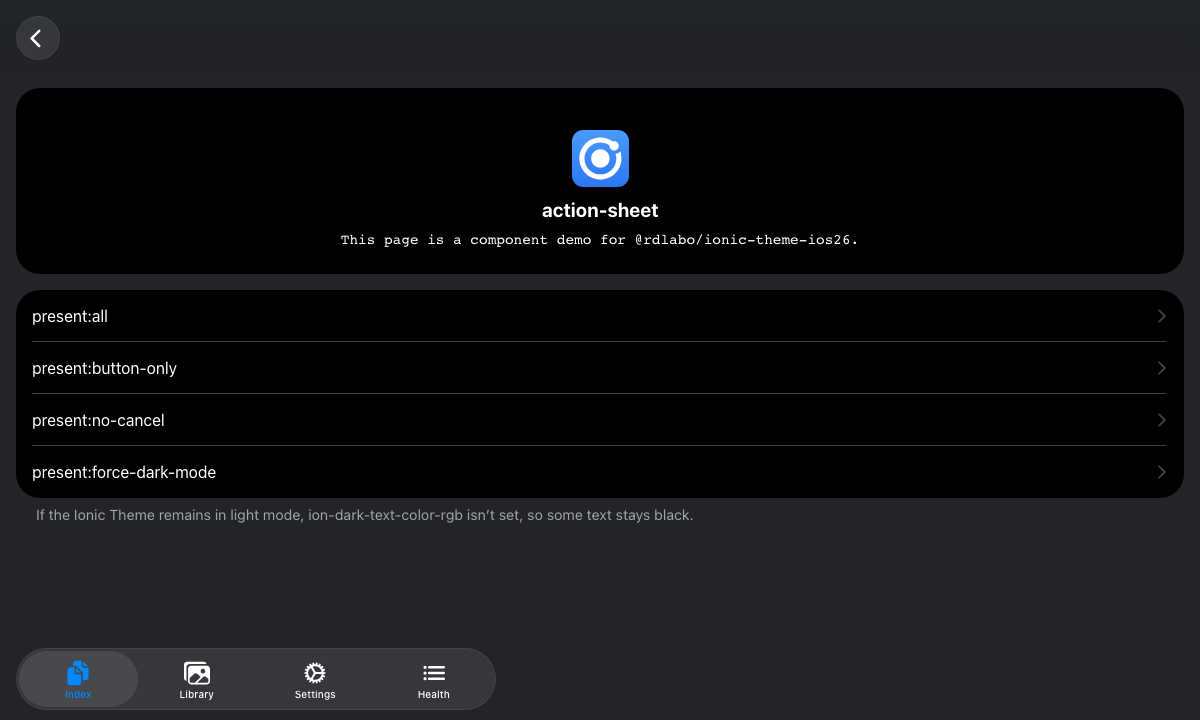 action-sheet
This page is a component demo for @rdlabo/ionic-theme-ios26.
present:all
present:button-only
present:no-cancel
present:force-dark-mode
If the Ionic Theme remains in light mode, ion-dark-text-color-rgb isn’t set, so some text stays black.
Index
Library
Settings
Health